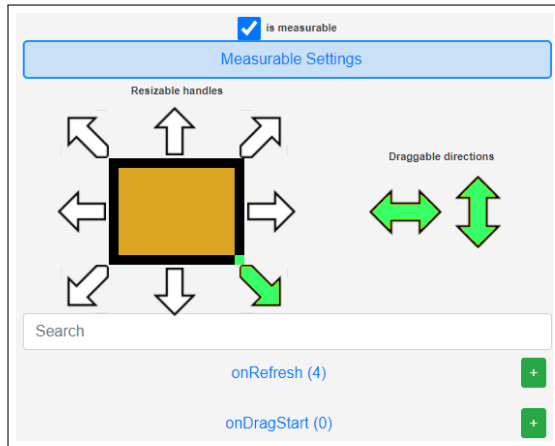 is measurable
Measurable Settings
Resizable handles
Draggable directions
Search
onRefresh (4)
+
onDragStart (0)
+